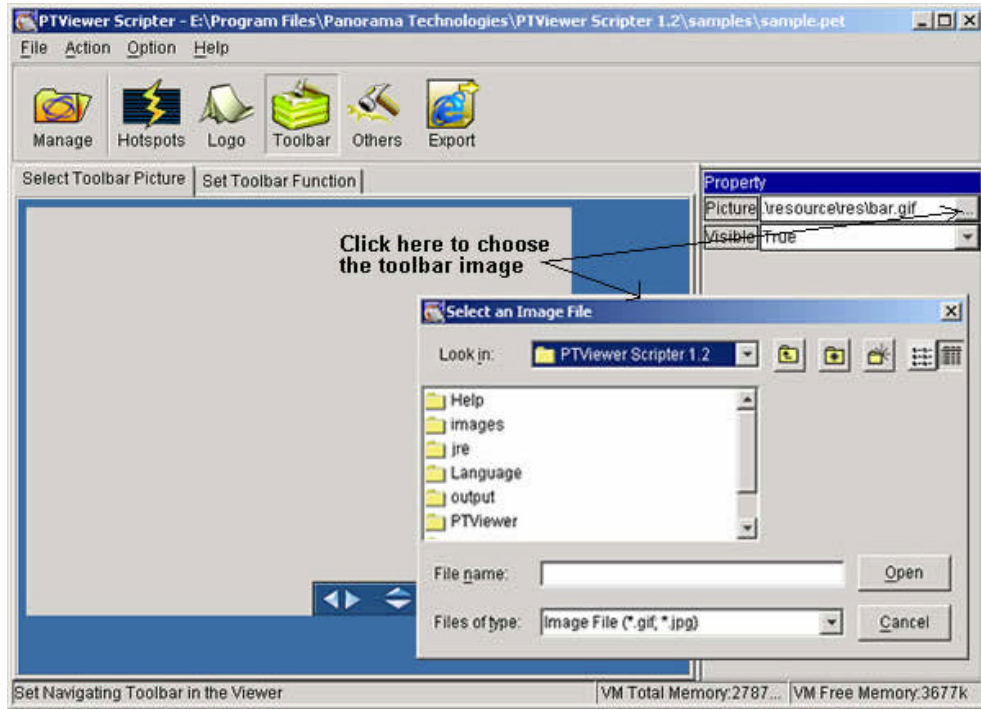 PTViewer Scripter - E:\Program Files\Panorama Technologies\PTViewer Scripter 1.2\samples\sample.pet
File Action Option Help
Manage Hotspots Logo Toolbar Others Export
Select Toolbar Picture Set Toolbar Function
Property
Picture .\resource\res\bar.gif ...
Visible True
Click here to choose
the toolbar image
Select an Image File
Look in: PTViewer Scripter 1.2
Help
images
jre
Language
output
PTViewer
File name: Open
Files of type: Image File (*.gif, *.jpg) Cancel
Set Navigating Toolbar in the Viewer VM Total Memory:2787... VM Free Memory:3677k